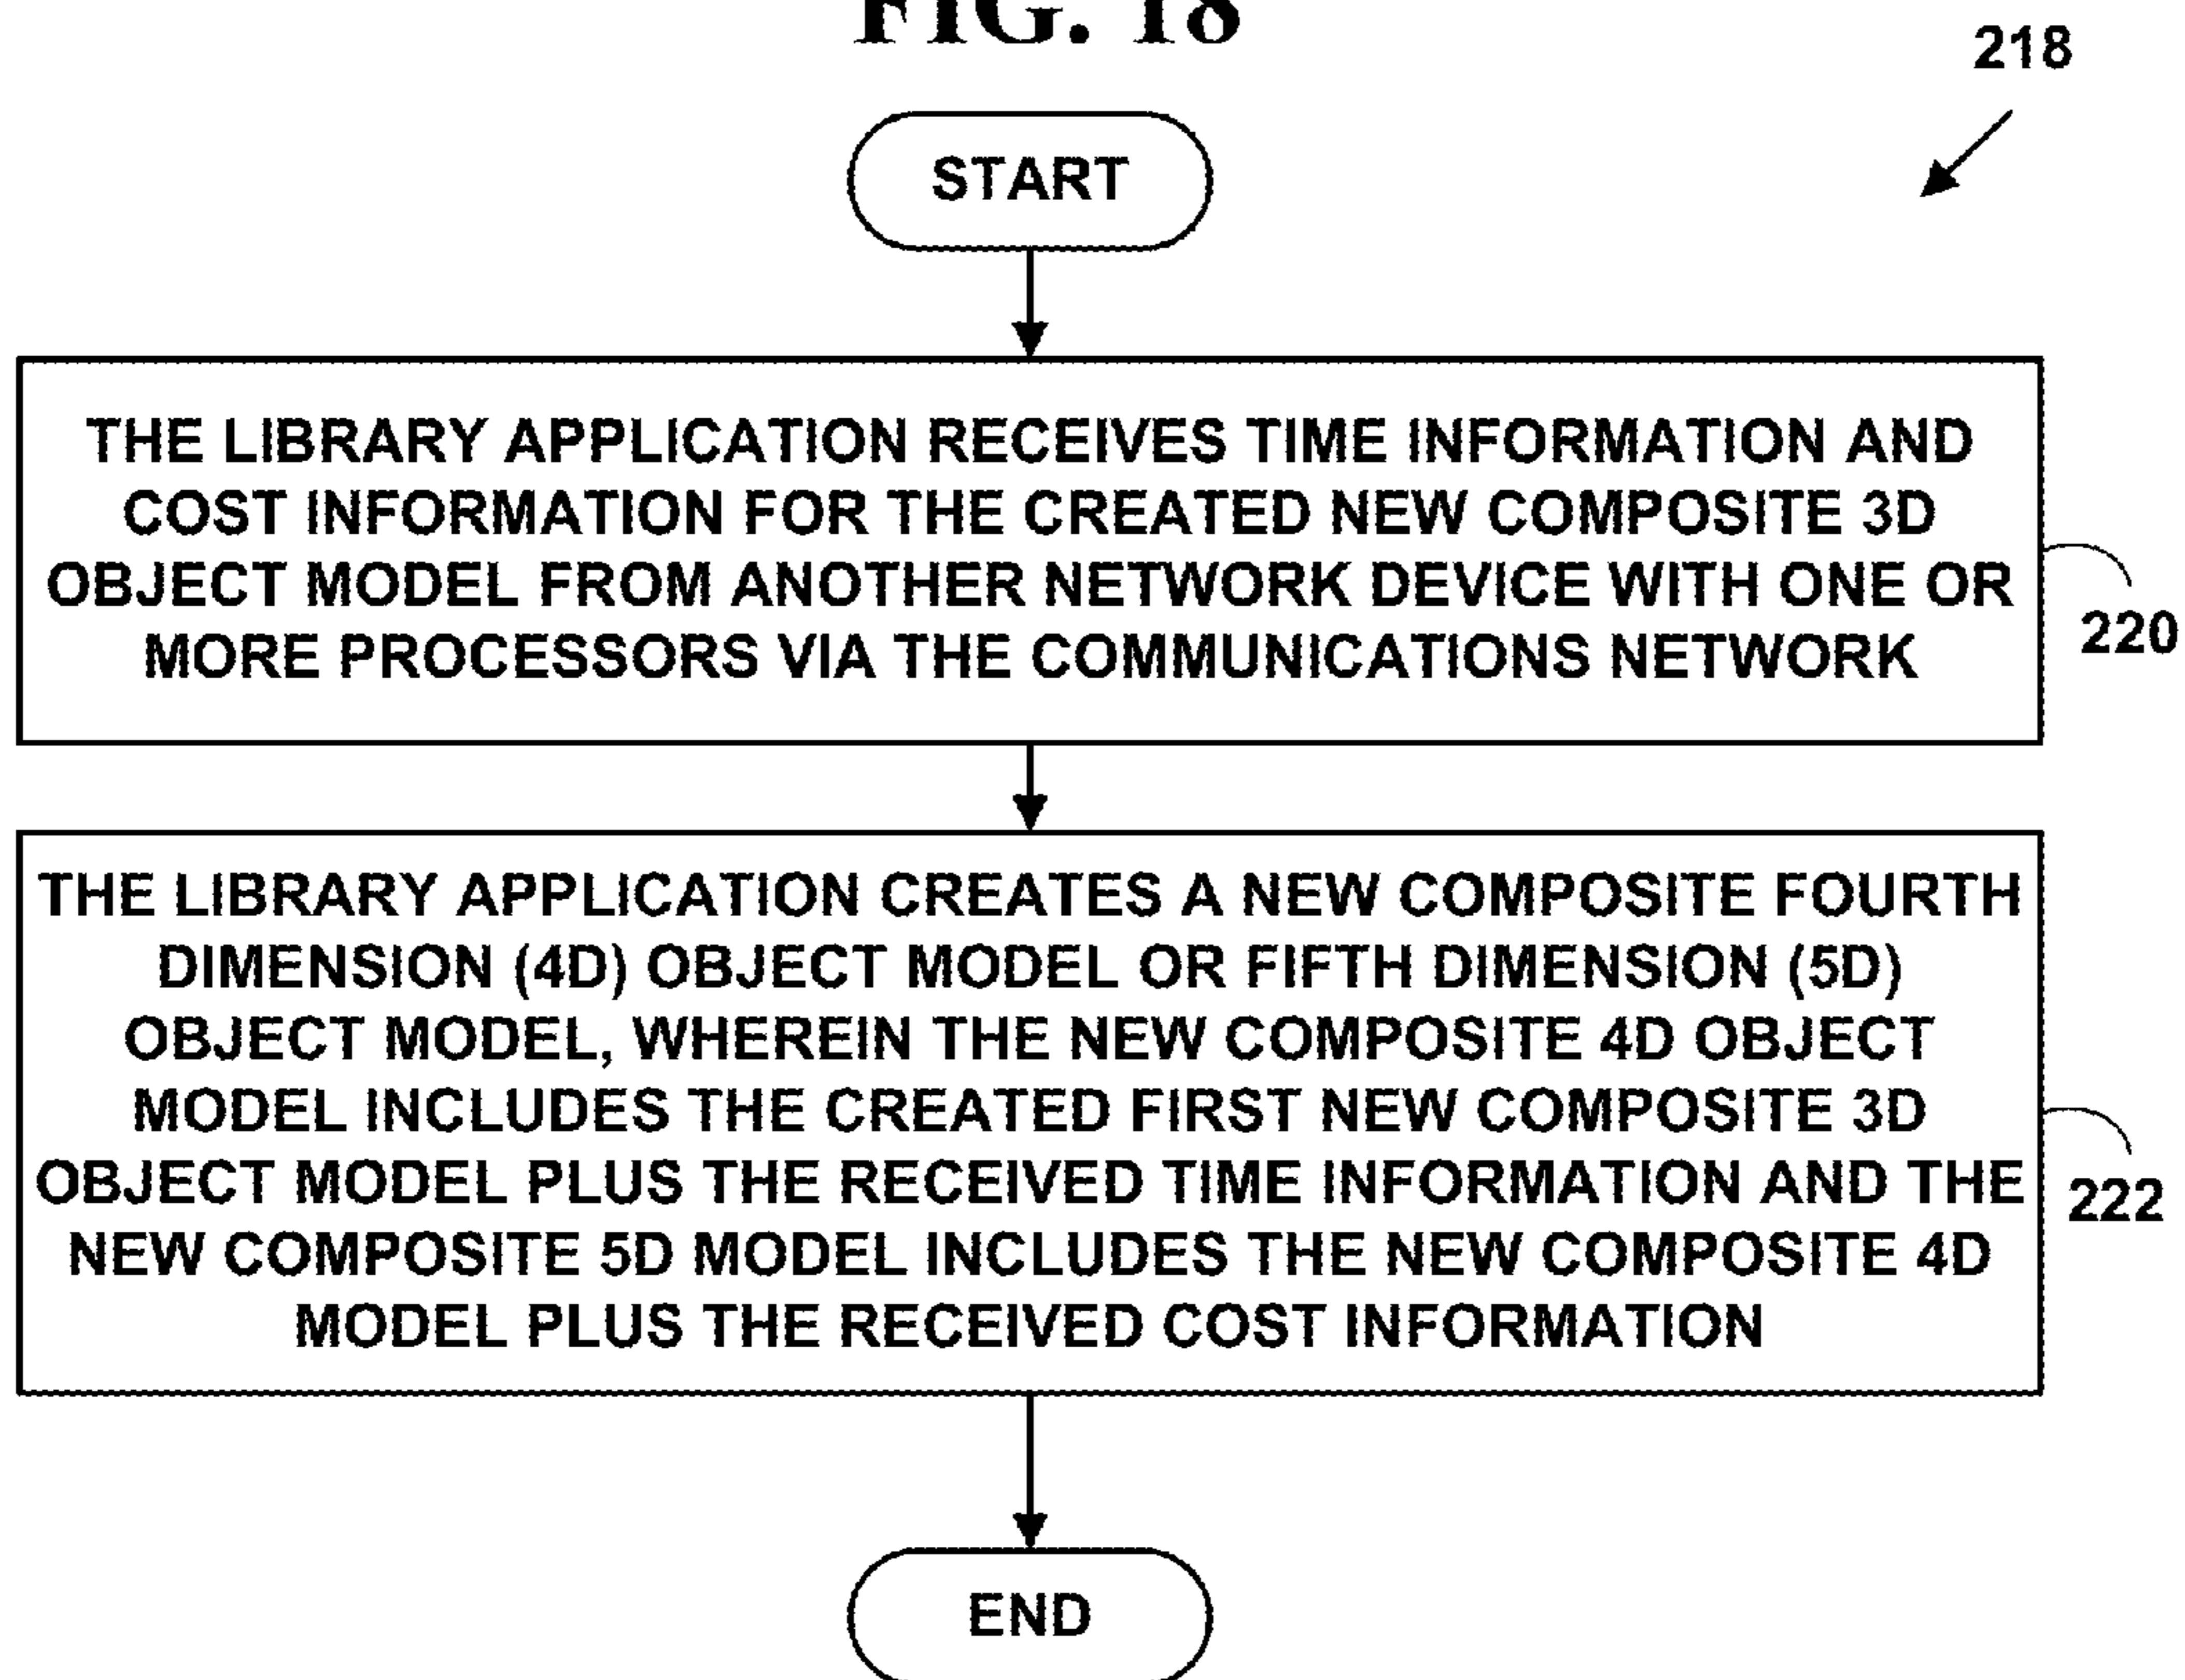 FIG. 18
218
START
THE LIBRARY APPLICATION RECEIVES TIME INFORMATION AND
COST INFORMATION FOR THE CREATED NEW COMPOSITE 3D
OBJECT MODEL FROM ANOTHER NETWORK DEVICE WITH ONE OR
MORE PROCESSORS VIA THE COMMUNICATIONS NETWORK
220
THE LIBRARY APPLICATION CREATES A NEW COMPOSITE FOURTH
DIMENSION (4D) OBJECT MODEL OR FIFTH DIMENSION (5D)
OBJECT MODEL, WHEREIN THE NEW COMPOSITE 4D OBJECT
MODEL INCLUDES THE CREATED FIRST NEW COMPOSITE 3D
OBJECT MODEL PLUS THE RECEIVED TIME INFORMATION AND THE
NEW COMPOSITE 5D MODEL INCLUDES THE NEW COMPOSITE 4D
MODEL PLUS THE RECEIVED COST INFORMATION
222
END